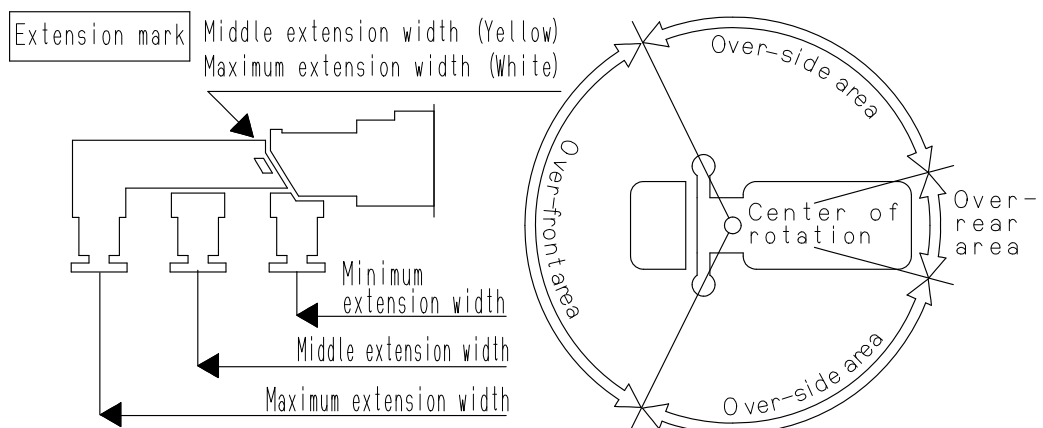 Extension mark
Middle extension width (Yellow)
Maximum extension width (White)
Minimum
extension width
Middle extension width
Maximum extension width
Over-side area
Over-front area
Center of
rotation
Over-
rear
area
Over-side area